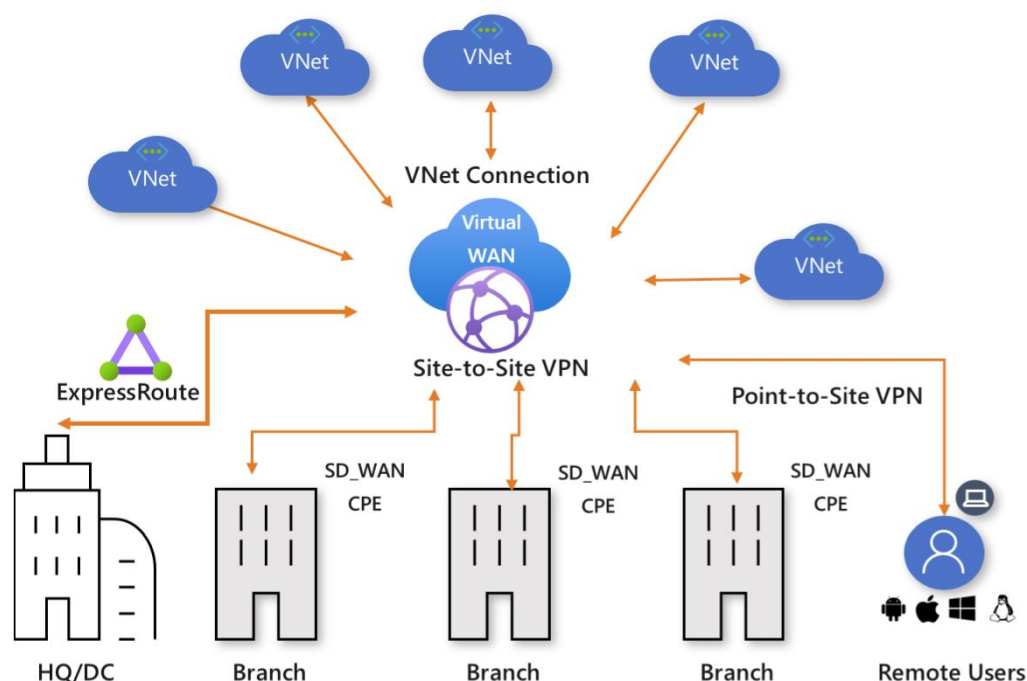 VNet
VNet
VNet
VNet
VNet Connection
Virtual
WAN
VNet
Site-to-Site VPN
ExpressRoute
Point-to-Site VPN
SD_WAN
CPE
SD_WAN
CPE
SD_WAN
CPE
HQ/DC
Branch
Branch
Branch
Remote Users